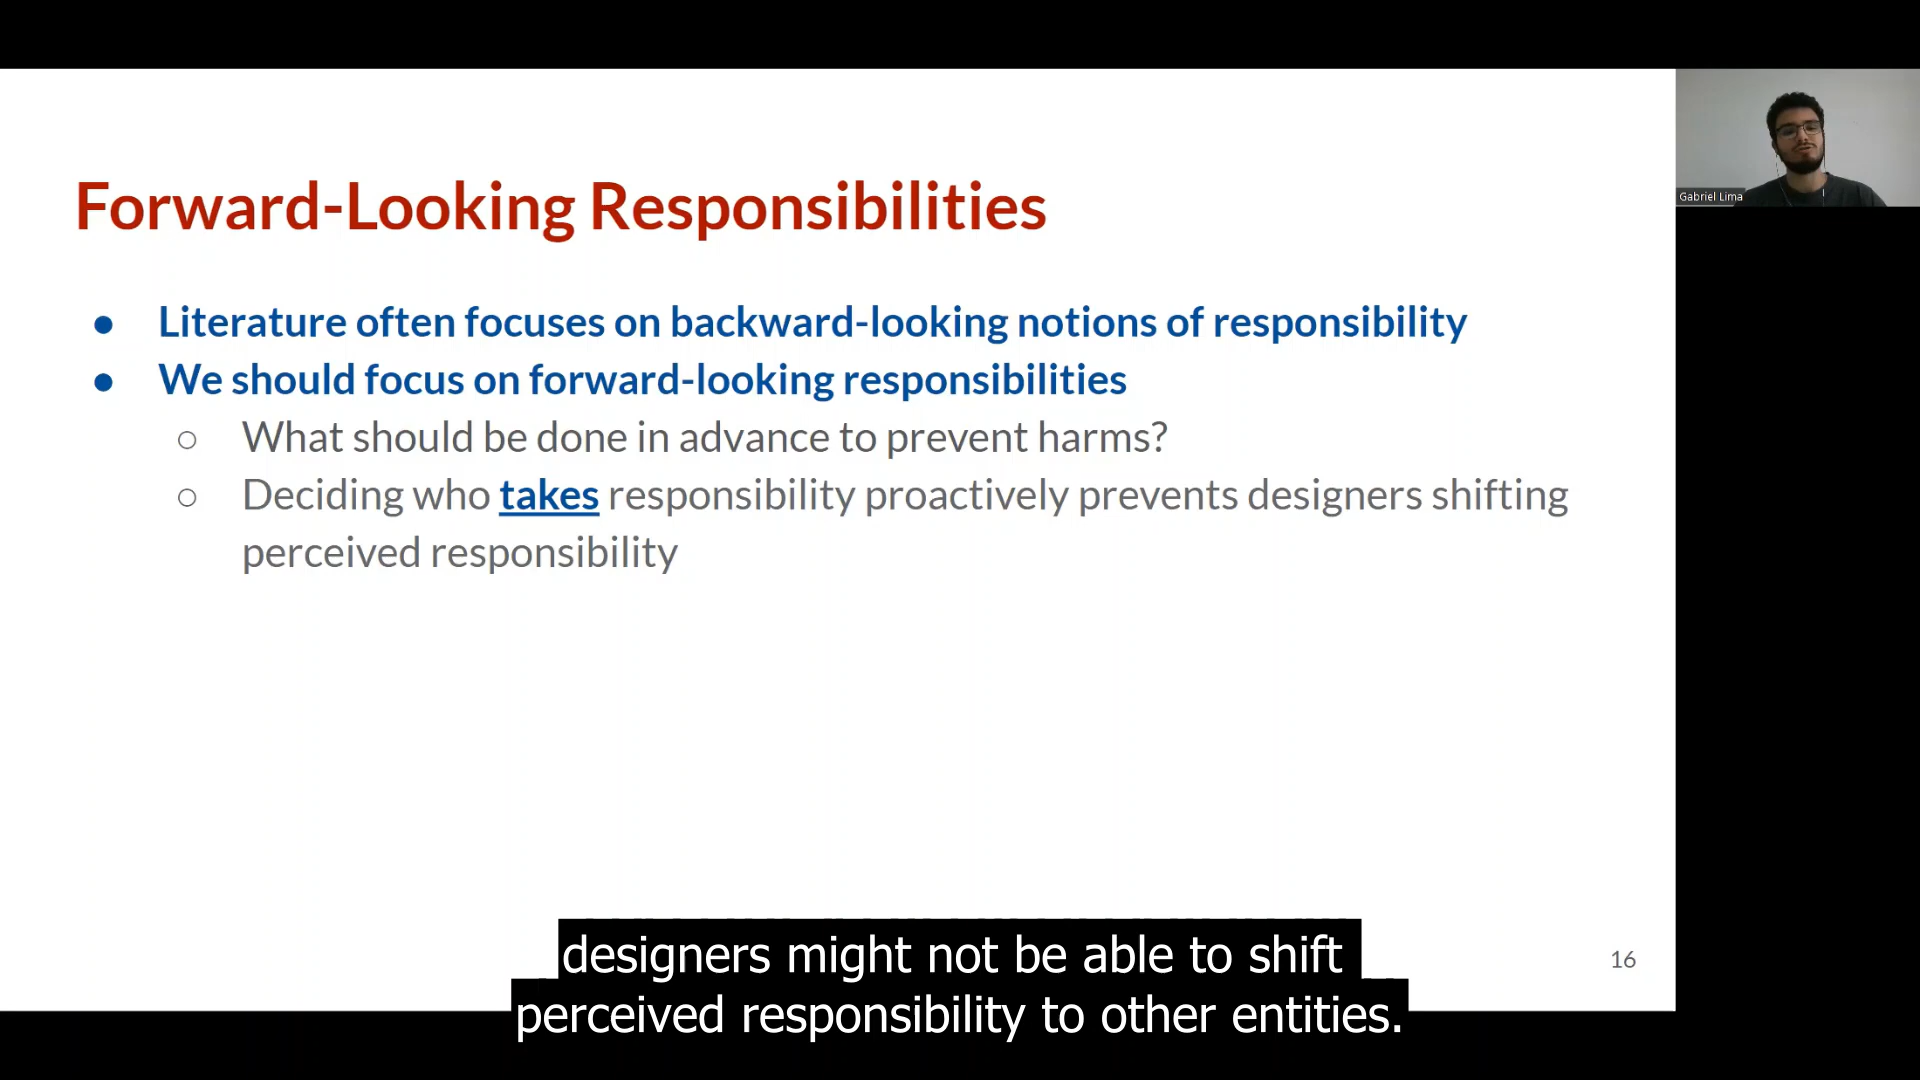 Forward-Looking Responsibilities
● Literature often focuses on backward-looking notions of responsibility
● We should focus on forward-looking responsibilities
○ What should be done in advance to prevent harms?
○ Deciding who takes responsibility proactively prevents designers shifting
perceived responsibility
Gabriel Lima
16
designers might not be able to shift
perceived responsibility to other entities.